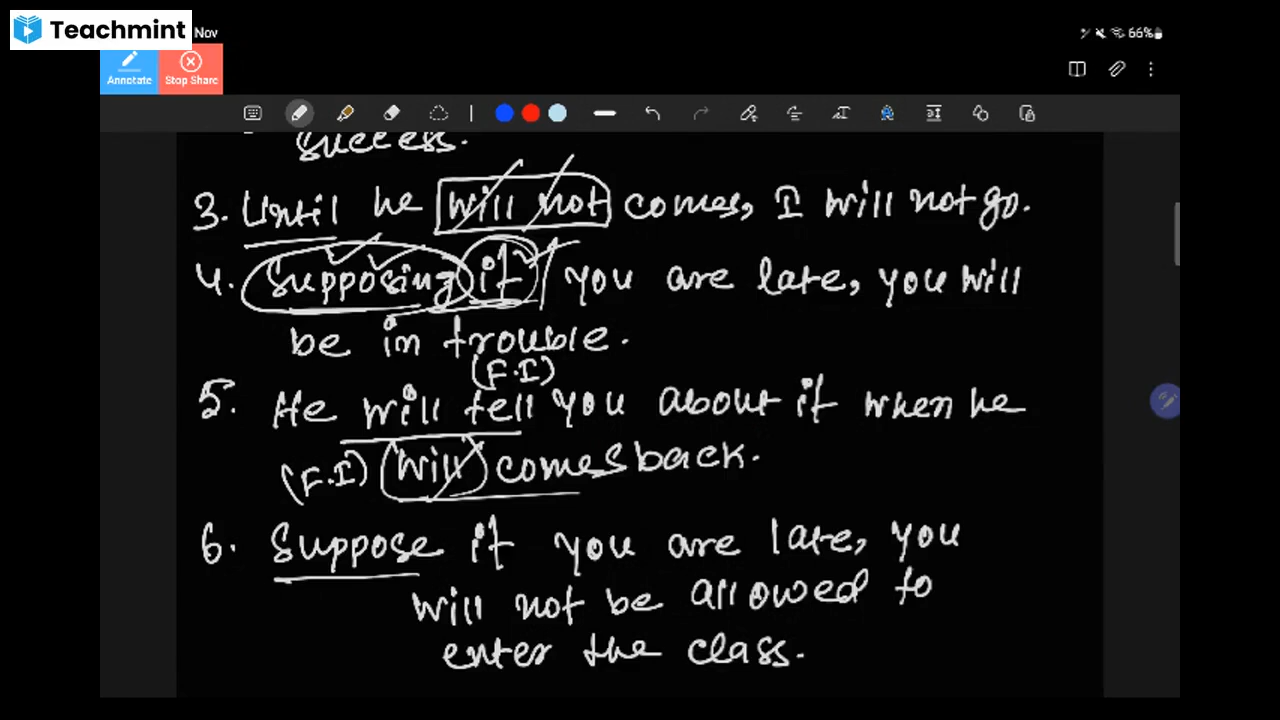 Teachmint
Nov
66%
Annotate
Stop Share
success.
3. Until he will not comes, I will not go.
4. Supposing if you are late, you will
be in trouble.
(F.I)
5. He will tell you about it when he
(F.I) will comes back.
6. Suppose if you are late, you
will not be allowed to
enter the class.